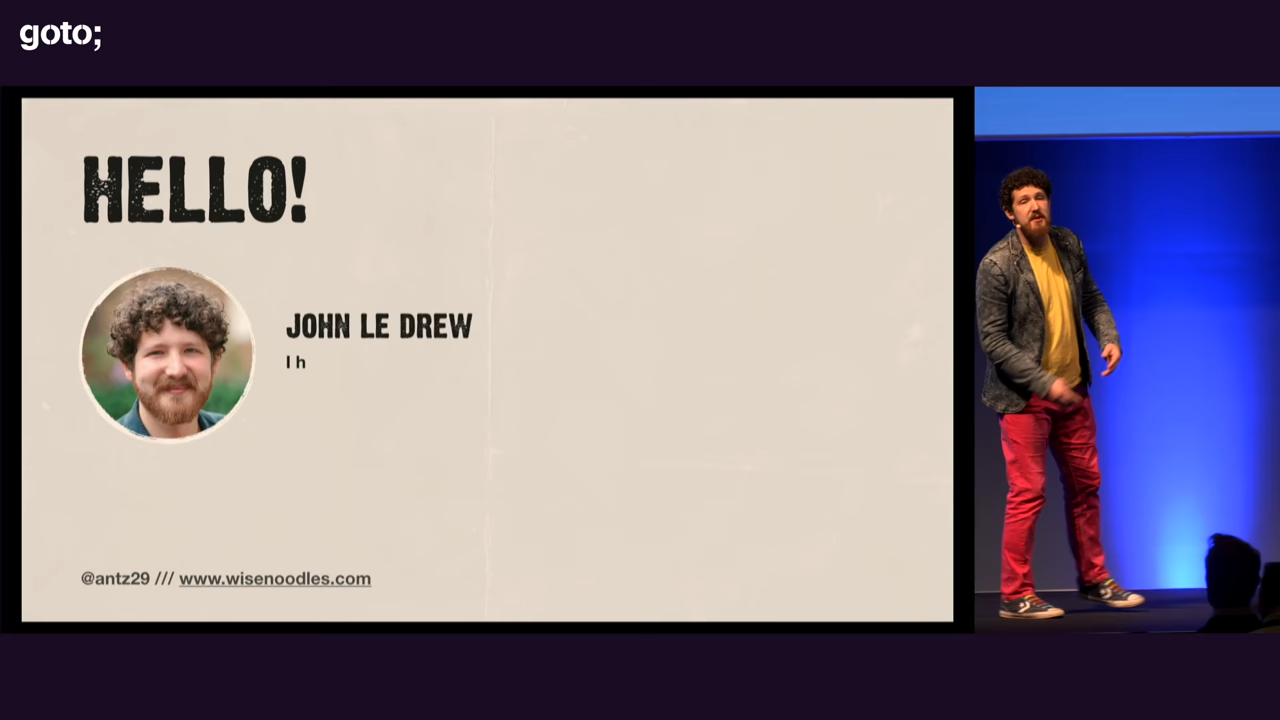 goto;
HELLO!
JOHN LE DREW
I h
@antz29 /// www.wisenoodles.com